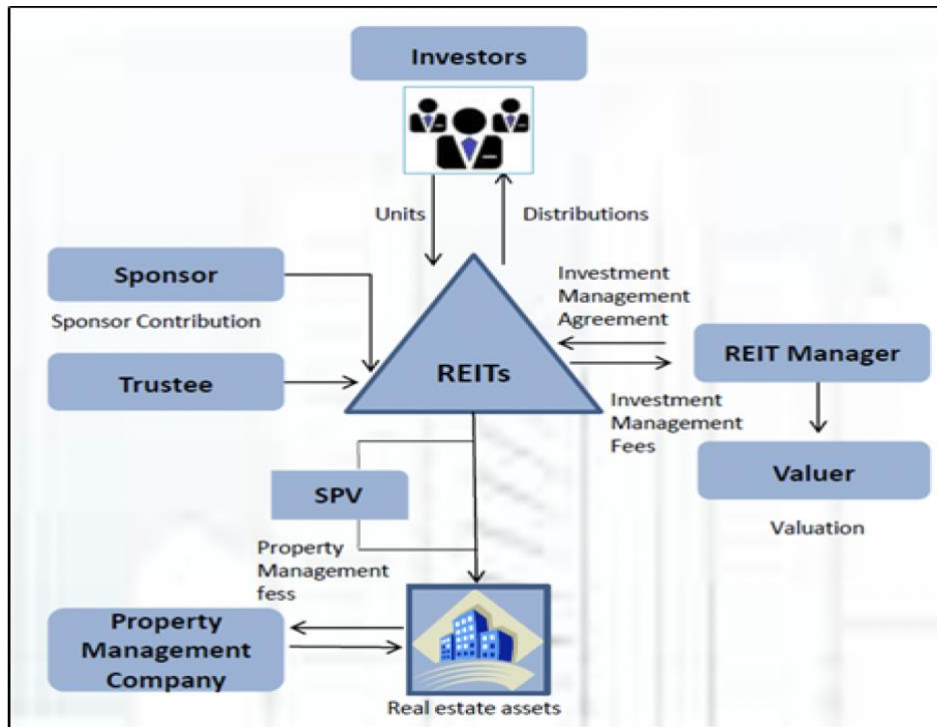 Investors
Units
Distributions
Sponsor
Sponsor Contribution
Trustee
REITs
Investment
Management
Agreement
REIT Manager
Investment
Management
Fees
Valuer
Valuation
SPV
Property
Management
fess
Property
Management
Company
Real estate assets